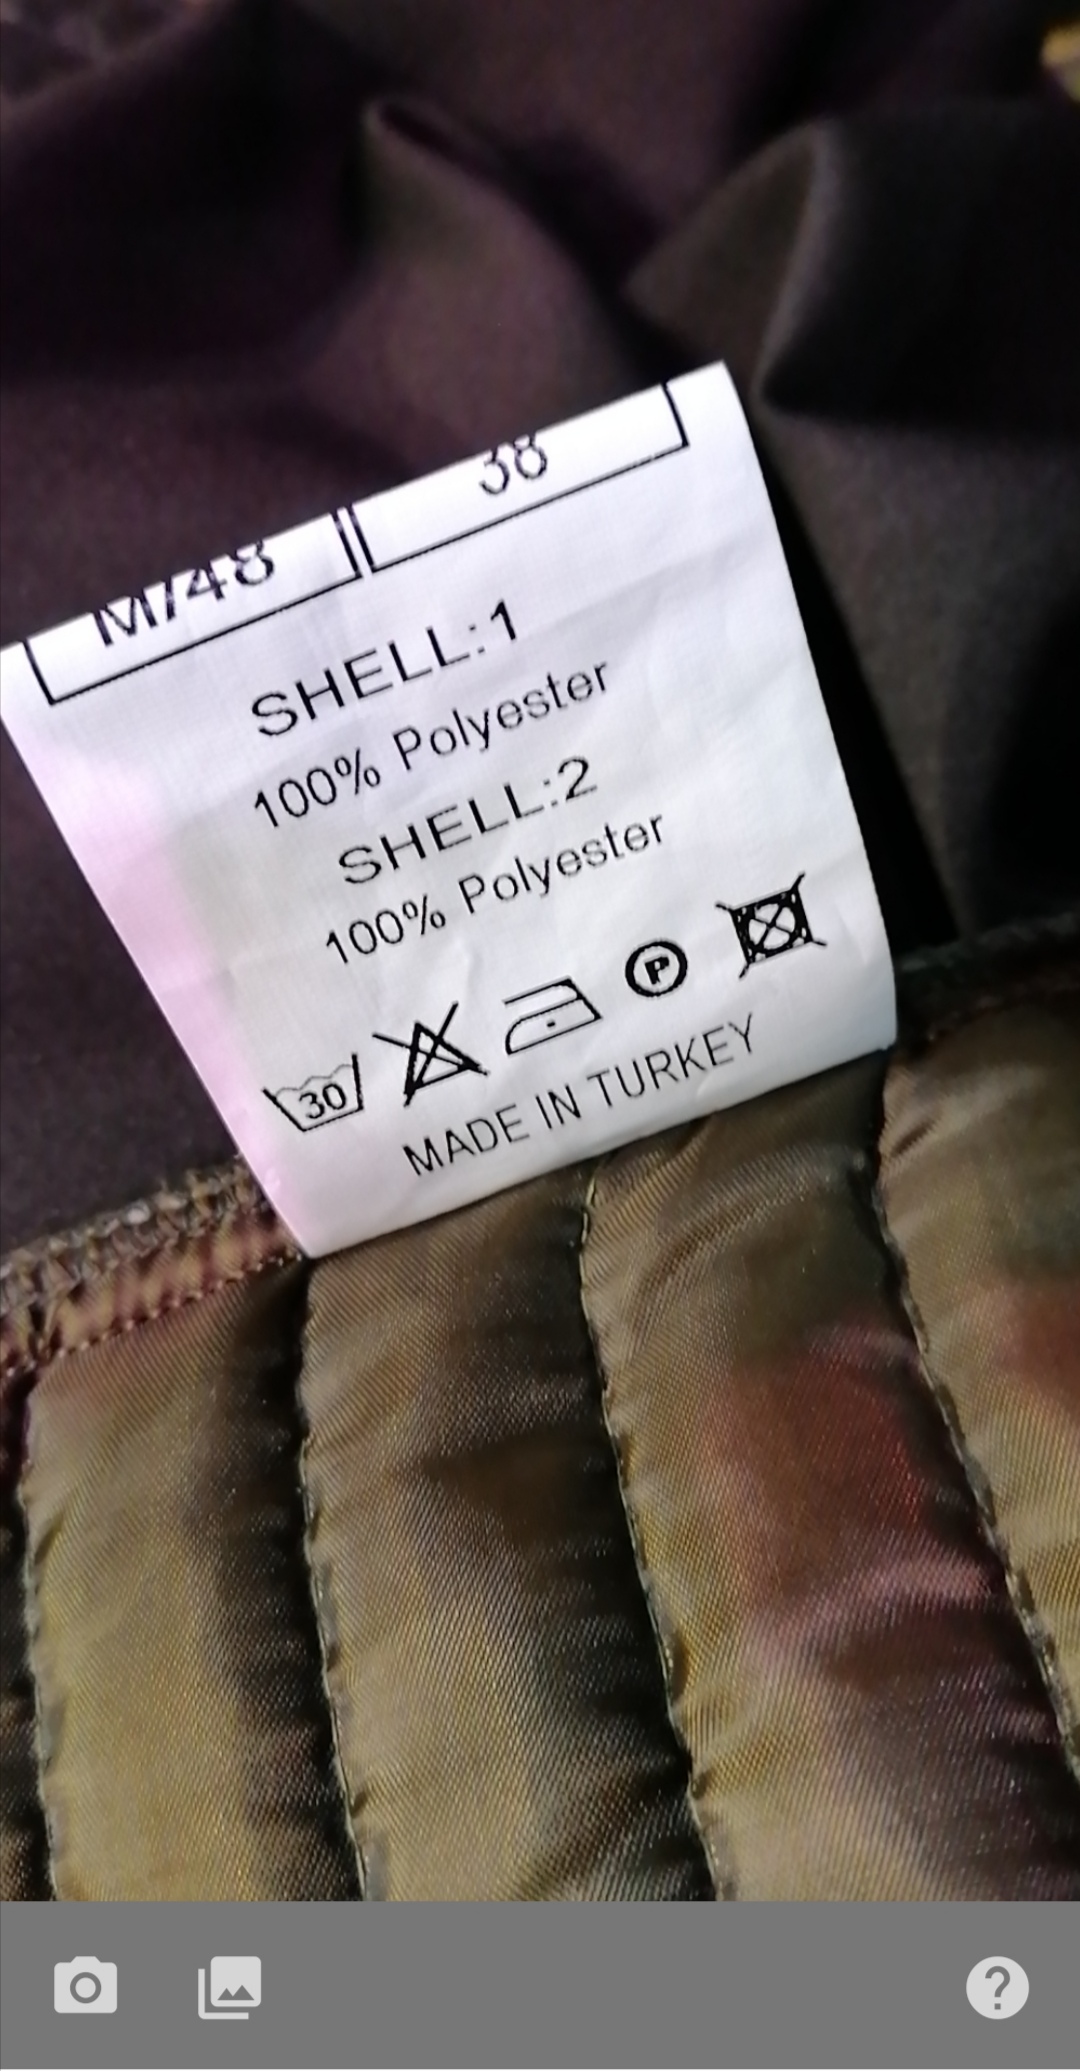 M/48 38
SHELL:1
100% Polyester
SHELL:2
100% Polyester
30 P
MADE IN TURKEY